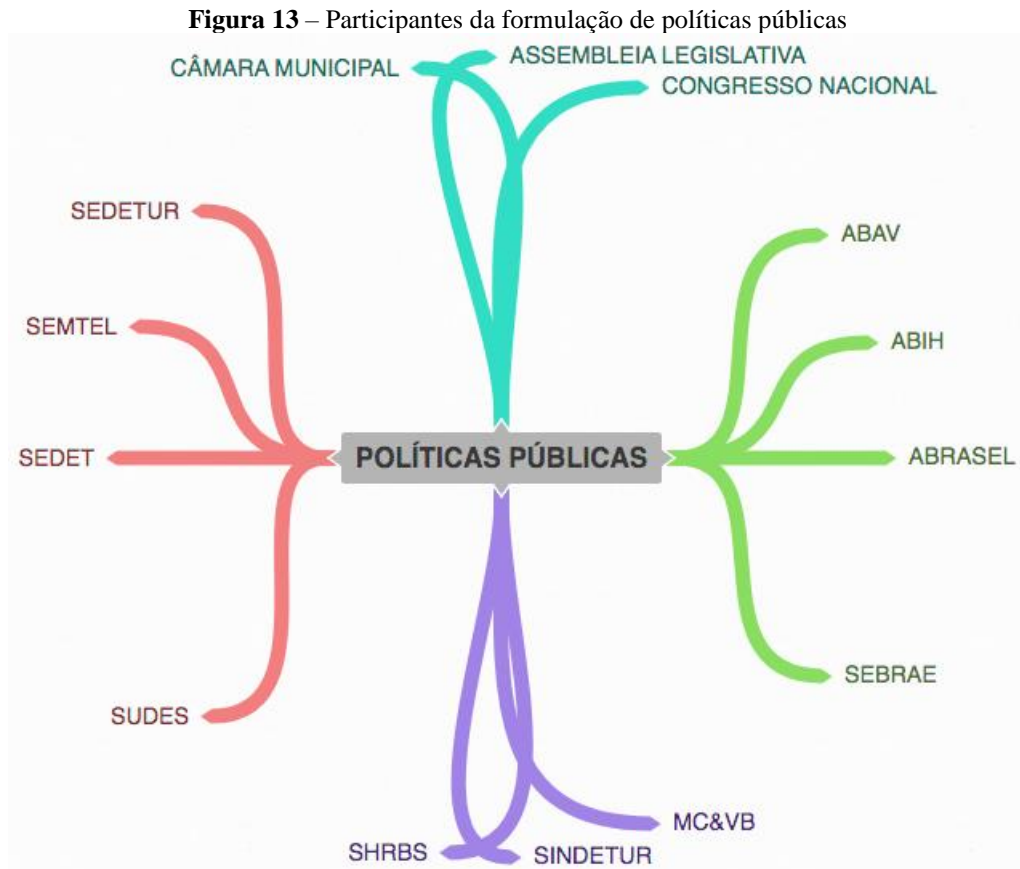 Figura 13 – Participantes da formulação de políticas públicas
ASSEMBLEIA LEGISLATIVA
CÂMARA MUNICIPAL
CONGRESSO NACIONAL
SEDETUR
ABAV
SEMTEL
ABIH
SEDET
POLÍTICAS PÚBLICAS
ABRASEL
SEBRAE
SUDES
MC&VB
SHRBS
SINDETUR